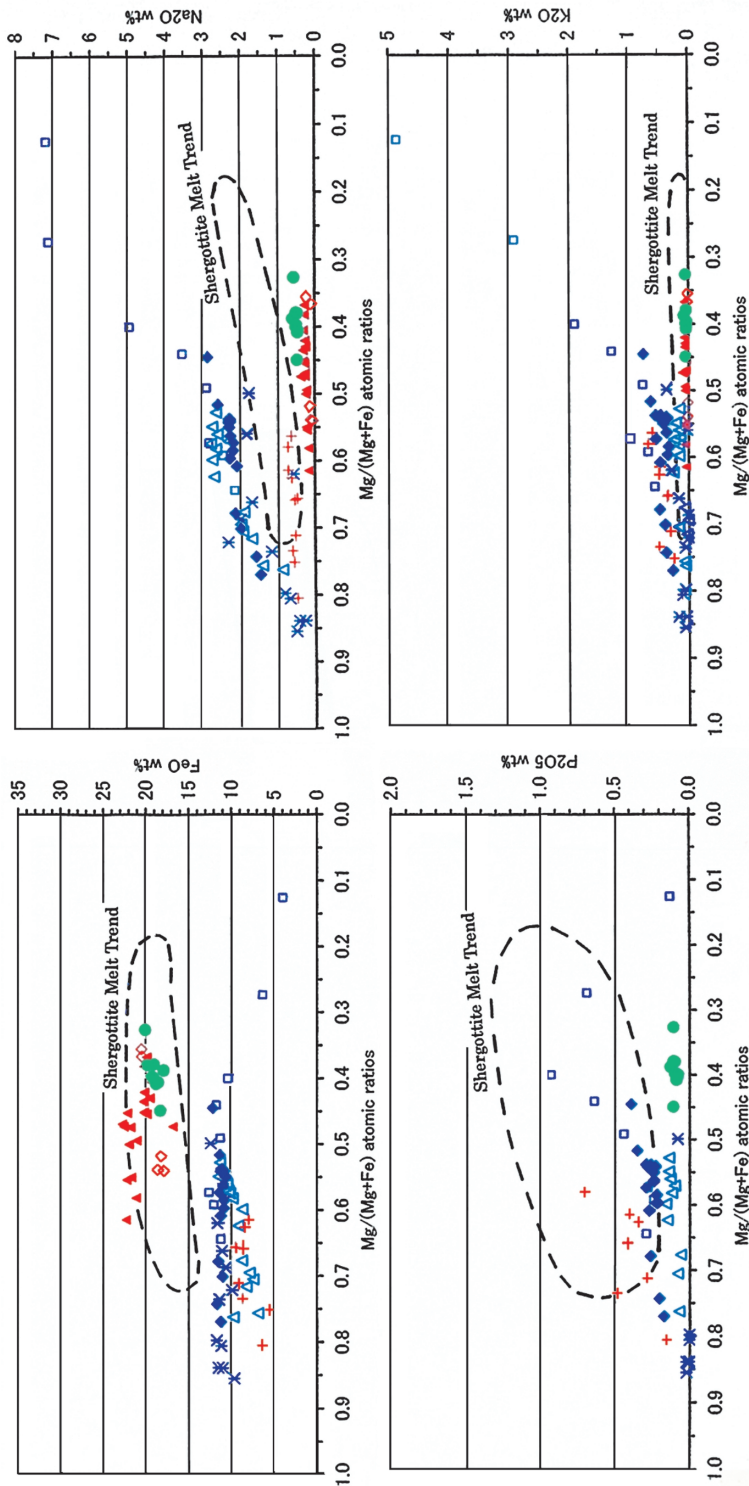 35
30
25
20
15
10
5
0
FeO wt%
Shergottite Melt Trend
1.0 0.9 0.8 0.7 0.6 0.5 0.4 0.3 0.2 0.1 0.0
Mg/(Mg+Fe) atomic ratios
8
7
6
5
4
3
2
1
0
Na2O wt%
Shergottite Melt Trend
1.0 0.9 0.8 0.7 0.6 0.5 0.4 0.3 0.2 0.1 0.0
Mg/(Mg+Fe) atomic ratios
2.0
1.5
1.0
0.5
0.0
P2O5 wt%
Shergottite Melt Trend
1.0 0.9 0.8 0.7 0.6 0.5 0.4 0.3 0.2 0.1 0.0
Mg/(Mg+Fe) atomic ratios
5
4
3
2
1
0
K2O wt%
Shergottite Melt Trend
1.0 0.9 0.8 0.7 0.6 0.5 0.4 0.3 0.2 0.1 0.0
Mg/(Mg+Fe) atomic ratios